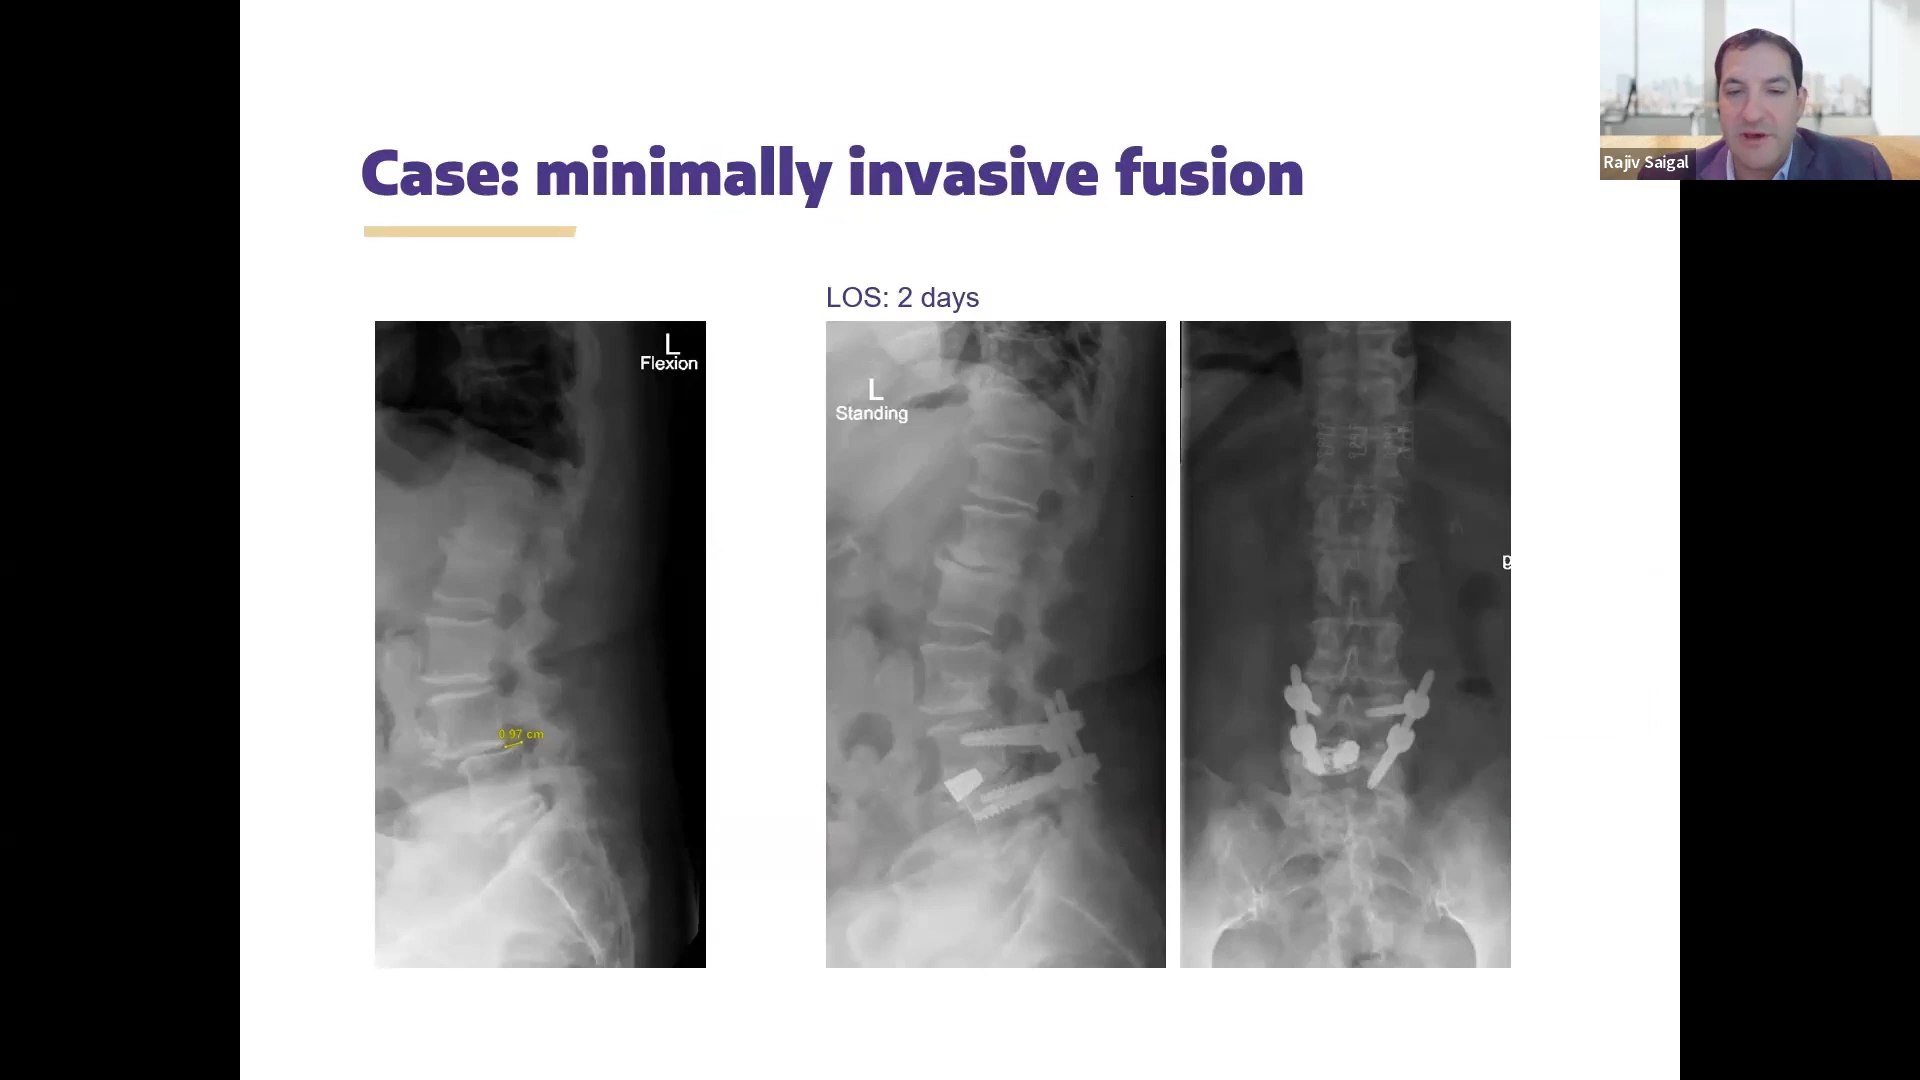 Rajiv Saigal
Case: minimally invasive fusion
LOS: 2 days
L
Flexion
0.97 cm
L
Standing